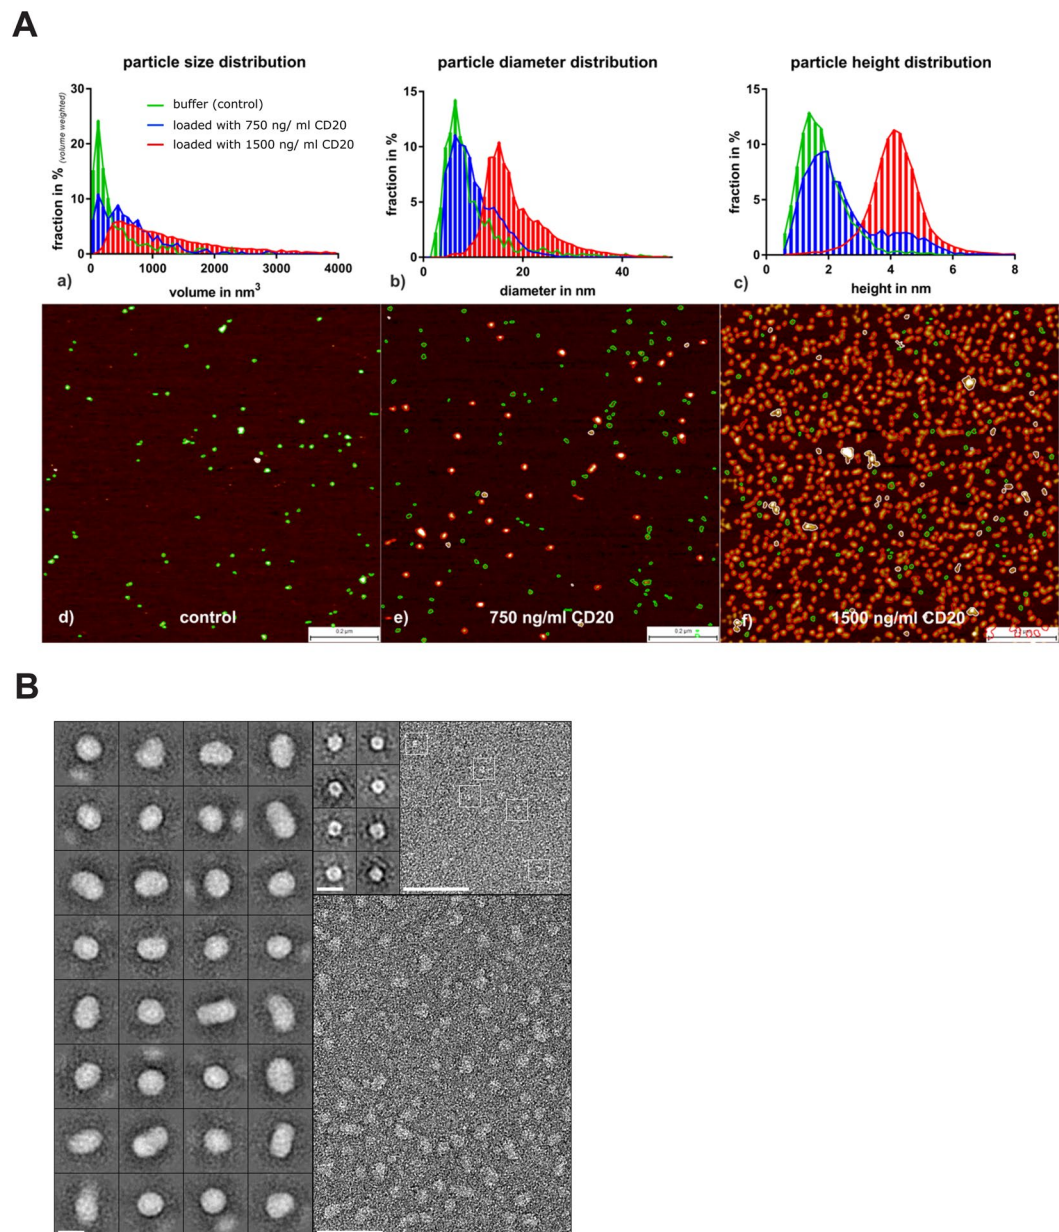 A
particle size distribution
particle diameter distribution
particle height distribution
fraction in % (volume weighted)
30
20
10
0
buffer (control)
loaded with 750 ng/ ml CD20
loaded with 1500 ng/ ml CD20
0 1000 2000 3000 4000
a)
volume in nm3
fraction in %
15
10
5
0
0 20 40
b)
diameter in nm
fraction in %
15
10
5
0
0 2 4 6 8
c)
height in nm
d) control
0.2 µm
e) 750 ng/ml CD20
0.2 µm
f) 1500 ng/ml CD20
B